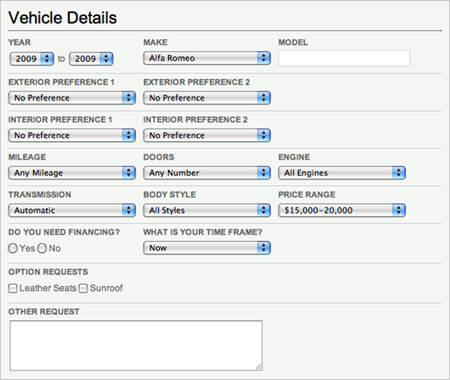 Vehicle Details
YEAR MAKE MODEL
2009 to 2009 Alfa Romeo
EXTERIOR PREFERENCE 1 EXTERIOR PREFERENCE 2
No Preference No Preference
INTERIOR PREFERENCE 1 INTERIOR PREFERENCE 2
No Preference No Preference
MILEAGE DOORS ENGINE
Any Mileage Any Number All Engines
TRANSMISSION BODY STYLE PRICE RANGE
Automatic All Styles $15,000-20,000
DO YOU NEED FINANCING? WHAT IS YOUR TIME FRAME?
Yes No Now
OPTION REQUESTS
Leather Seats Sunroof
OTHER REQUEST